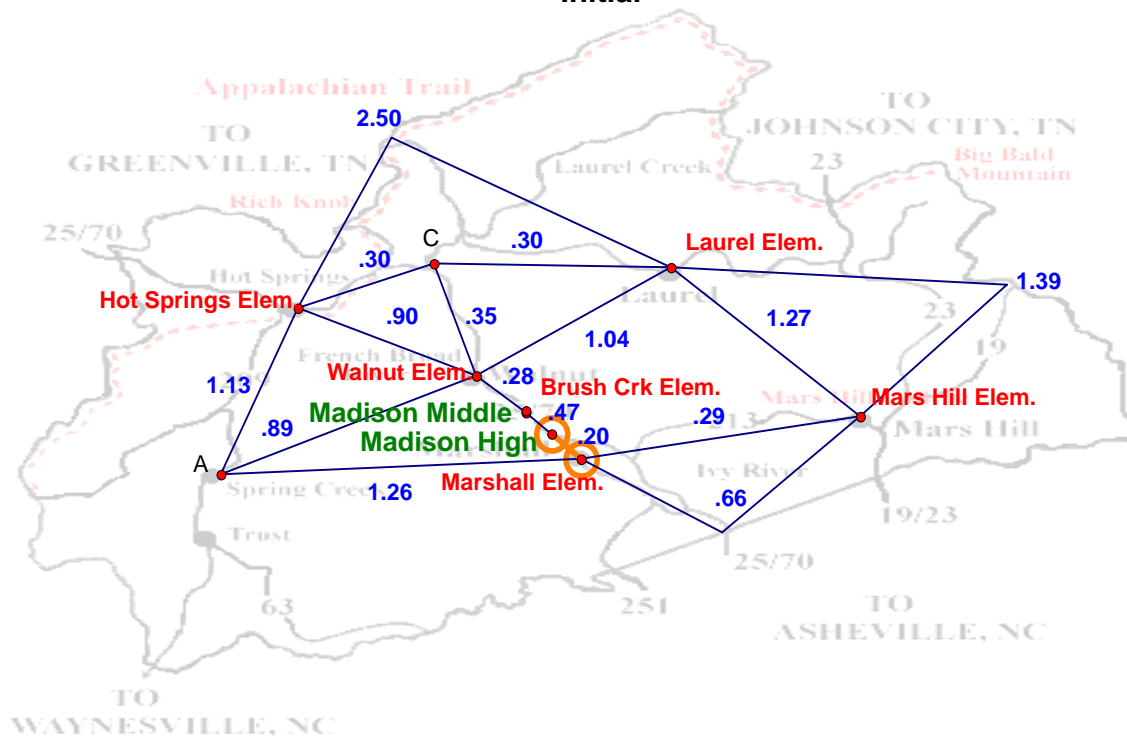 Appalachian Trail
2.50
TO
GREENVILLE, TN
TO
JOHNSON CITY, TN
23
Laurel Creek
Big Bald
Mountain
Rich Knob
25/70
C
.30
Laurel Elem.
.30
Hot Springs
1.39
Laurel
Hot Springs Elem
.90
.35
1.27
23
1.04
19
French Broad
209
Walnut Elem
Walnut
.28
1.13
Brush Crk Elem.
Mars Hill
Mars Hill Elem.
Madison Middle
.47
.29
13
.89
Madison High
.20
Mars Hill
A
Marshall Elem.
Ivy River
Spring Creek
1.26
.66
19/23
Trust
25/70
63
251
TO
ASHEVILLE, NC
TO
WAYNESVILLE, NC